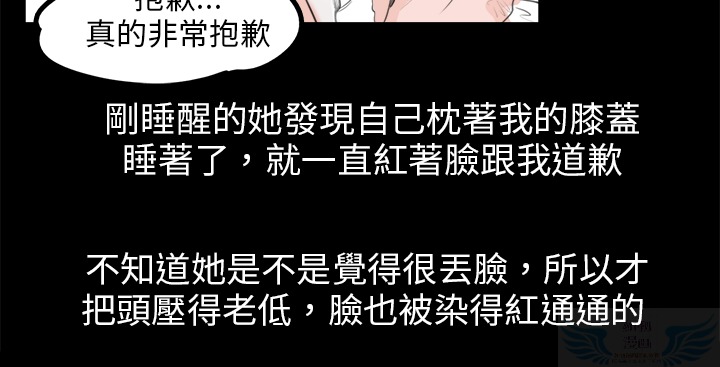 抱歉...
真的非常抱歉
剛睡醒的她發現自己枕著我的膝蓋
睡著了，就一直紅著臉跟我道歉
不知道她是不是覺得很丟臉，所以才
把頭壓得老低，臉也被染得紅通通的